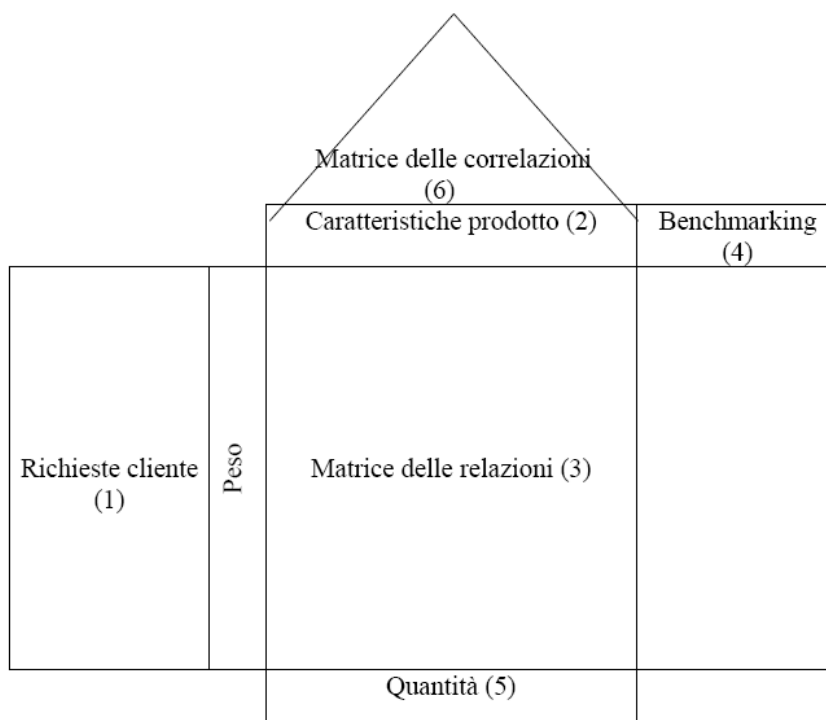 Matrice delle correlazioni
(6)
Caratteristiche prodotto (2)
Benchmarking
(4)
Richieste cliente
(1)
Peso
Matrice delle relazioni (3)
Quantità (5)